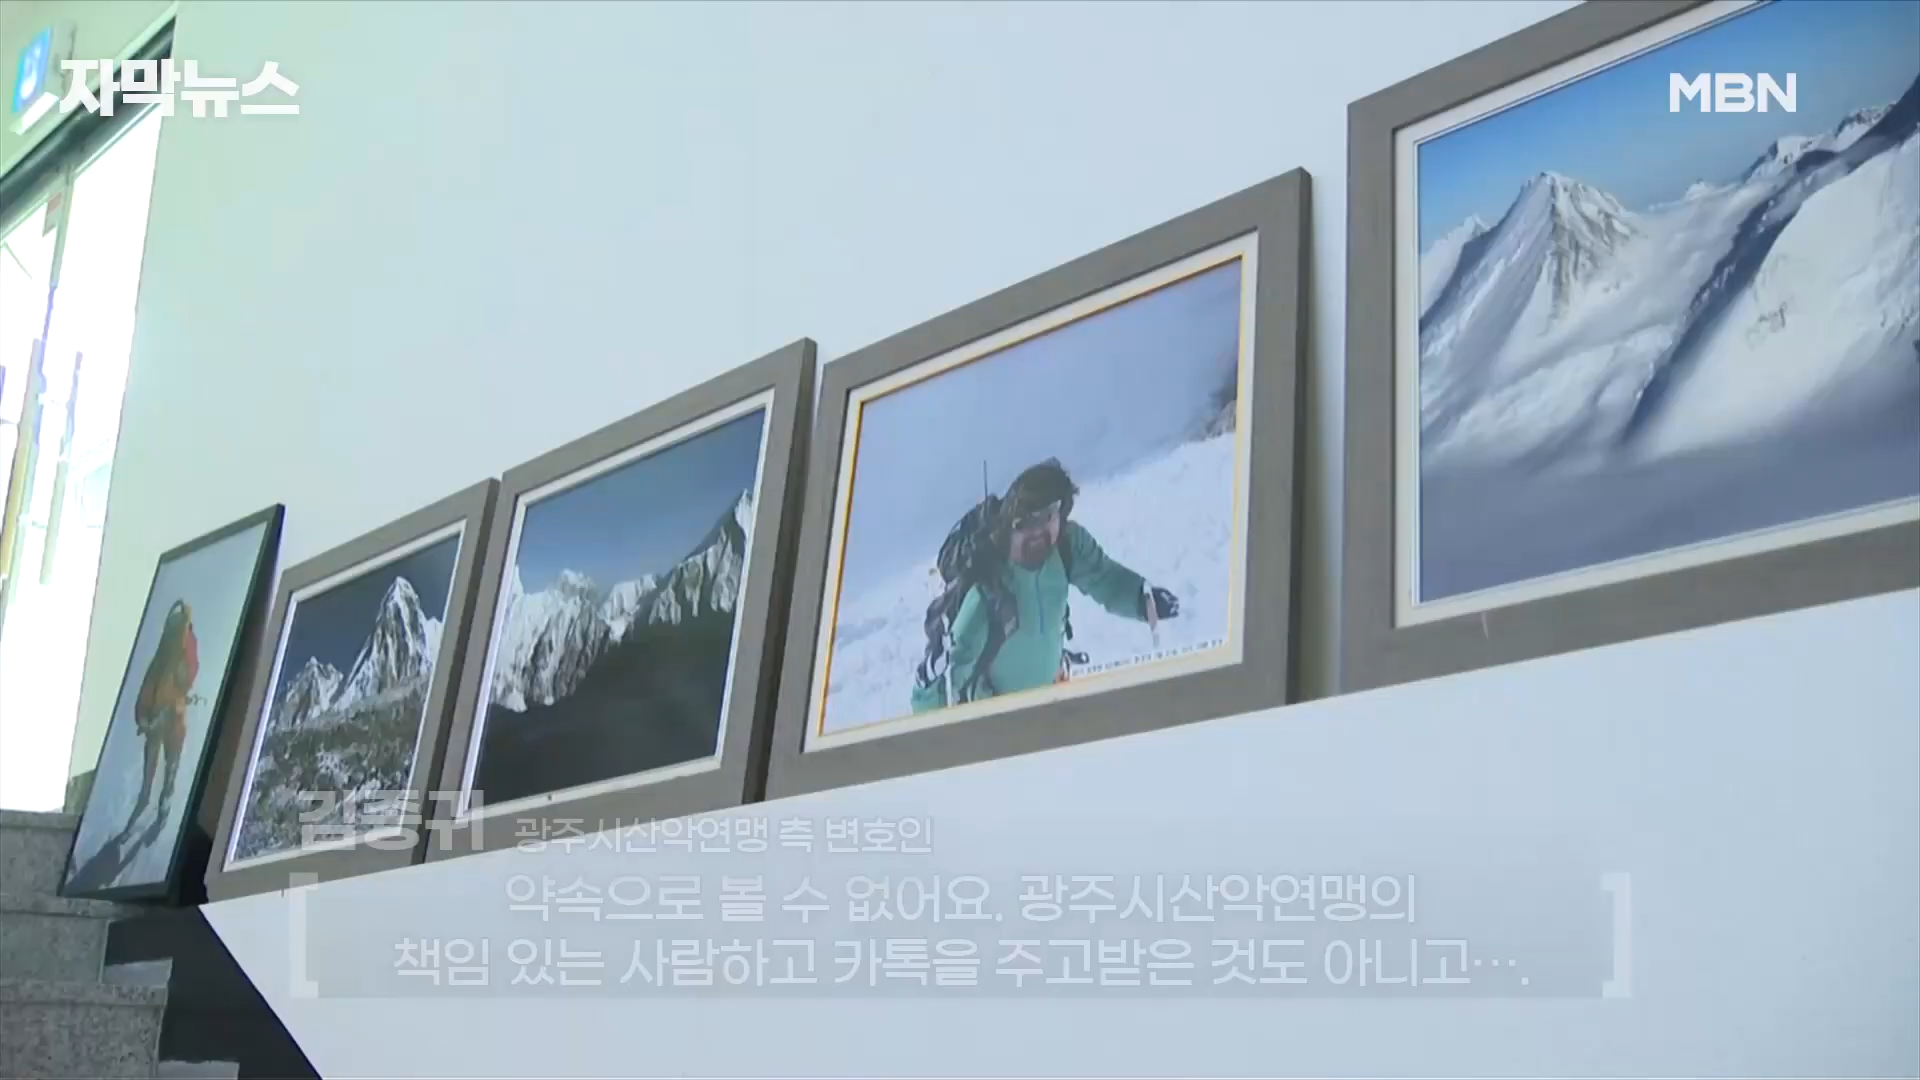 자막뉴스
MBN
김종귀 광주시산악연맹 측 변호인
약속으로 볼 수 없어요. 광주시산악연맹의
책임 있는 사람하고 카톡을 주고받은 것도 아니고….